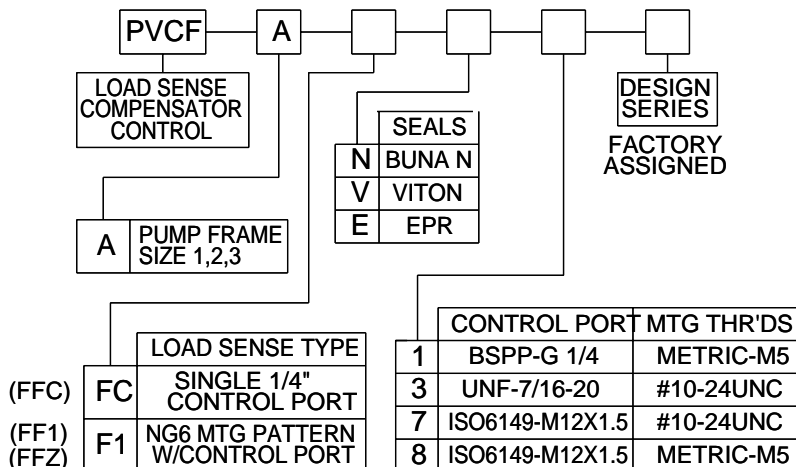 PVCF A
LOAD SENSE
COMPENSATOR
CONTROL
DESIGN
SERIES
FACTORY
ASSIGNED
SEALS
N BUNA N
V VITON
E EPR
A PUMP FRAME
SIZE 1,2,3
LOAD SENSE TYPE
(FFC) FC SINGLE 1/4"
CONTROL PORT
(FF1)
(FFZ) F1 NG6 MTG PATTERN
W/CONTROL PORT
CONTROL PORT MTG THR'DS
1 BSPP-G 1/4 METRIC-M5
3 UNF-7/16-20 #10-24UNC
7 ISO6149-M12X1.5 #10-24UNC
8 ISO6149-M12X1.5 METRIC-M5